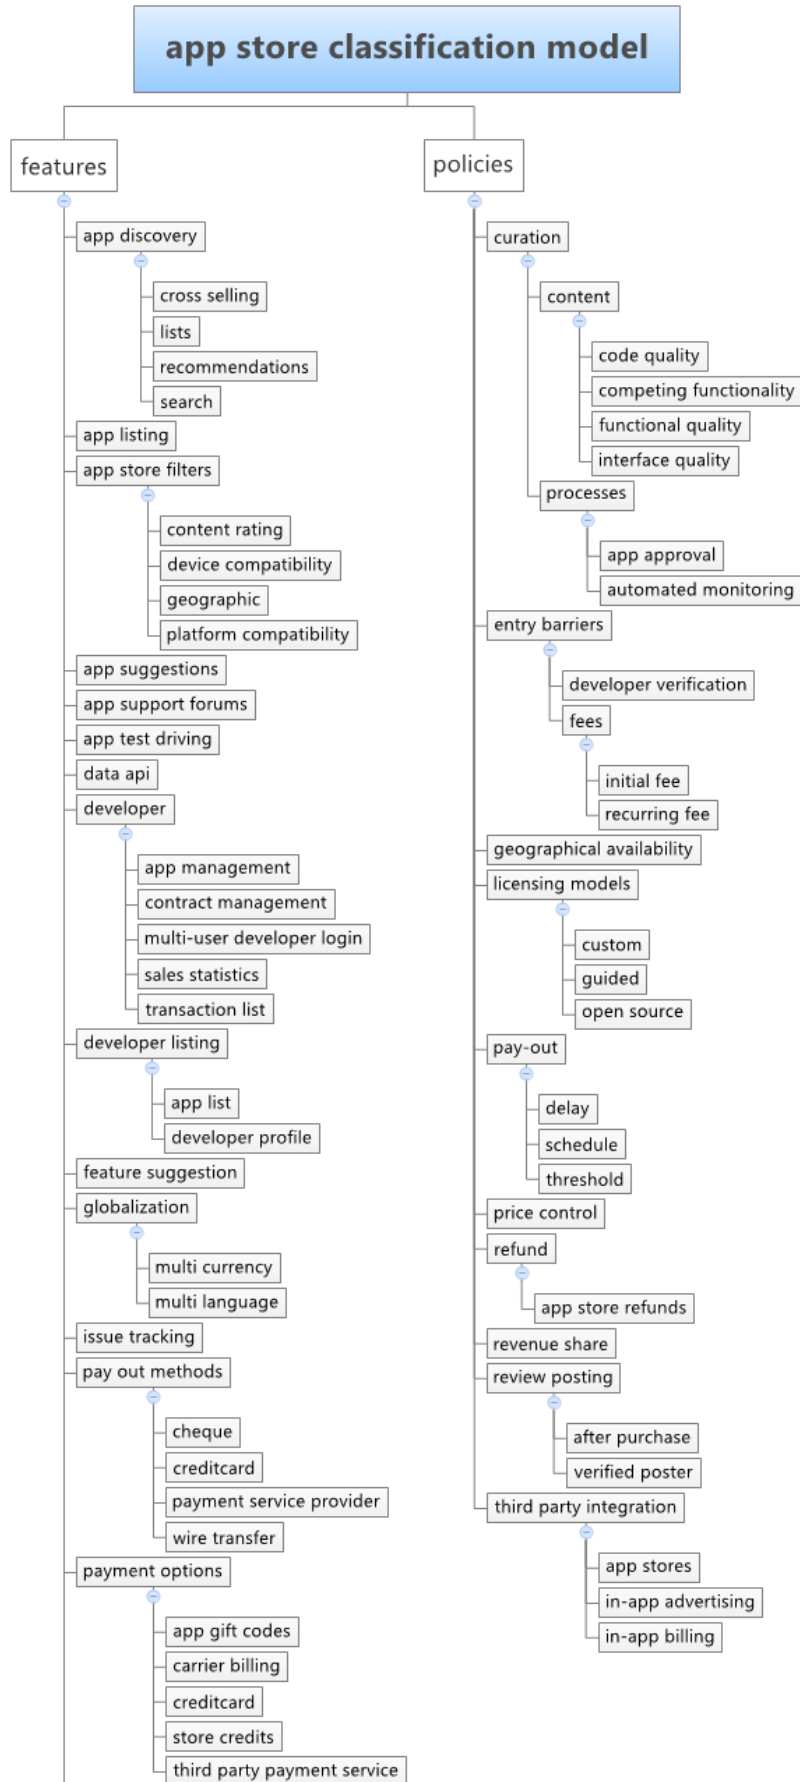 app store classification model
features
app discovery
cross selling
lists
recommendations
search
app listing
app store filters
content rating
device compatibility
geographic
platform compatibility
app suggestions
app support forums
app test driving
data api
developer
app management
contract management
multi-user developer login
sales statistics
transaction list
developer listing
app list
developer profile
feature suggestion
globalization
multi currency
multi language
issue tracking
pay out methods
cheque
creditcard
payment service provider
wire transfer
payment options
app gift codes
carrier billing
creditcard
store credits
third party payment service
policies
curation
content
code quality
competing functionality
functional quality
interface quality
processes
app approval
automated monitoring
entry barriers
developer verification
fees
initial fee
recurring fee
geographical availability
licensing models
custom
guided
open source
pay-out
delay
schedule
threshold
price control
refund
app store refunds
revenue share
review posting
after purchase
verified poster
third party integration
app stores
in-app advertising
in-app billing